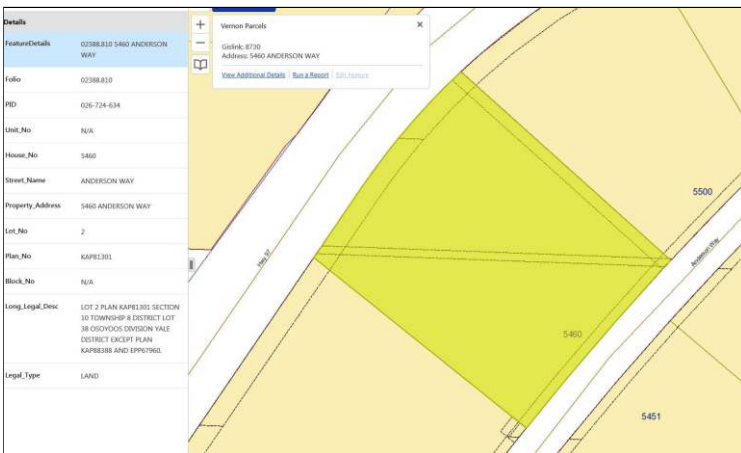 Details
FeatureDetails 02388.810 5460 ANDERSON
WAY
Folio 02388.810
PID 026-724-634
Unit_No N/A
House_No 5460
Street_Name ANDERSON WAY
Property_Address 5460 ANDERSON WAY
Lot_No 2
Plan_No KAP81301
Block_No N/A
Long_Legal_Desc LOT 2 PLAN KAP81301 SECTION
10 TOWNSHIP 8 DISTRICT LOT
38 OSOYOOS DIVISION YALE
DISTRICT EXCEPT PLAN
KAP88388 AND EPP67960.
Legal_Type LAND
+
−
Vernon Parcels ×
Gislink: 8730
Address: 5460 ANDERSON WAY
View Additional Details | Run a Report | Edit Feature
5500
Anderson Way
Hwy 97
5460
5451